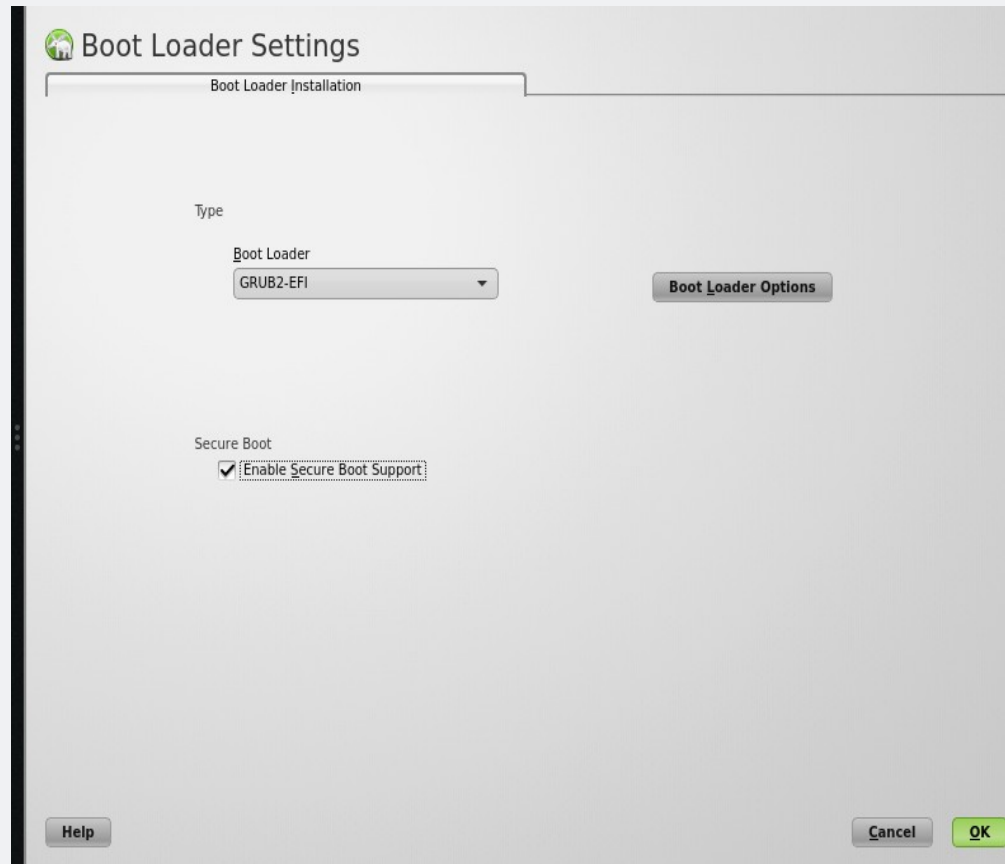 Boot Loader Settings
Boot Loader Installation
Type
Boot Loader
GRUB2-EFI
Boot Loader Options
Secure Boot
Enable Secure Boot Support
Help
Cancel
OK